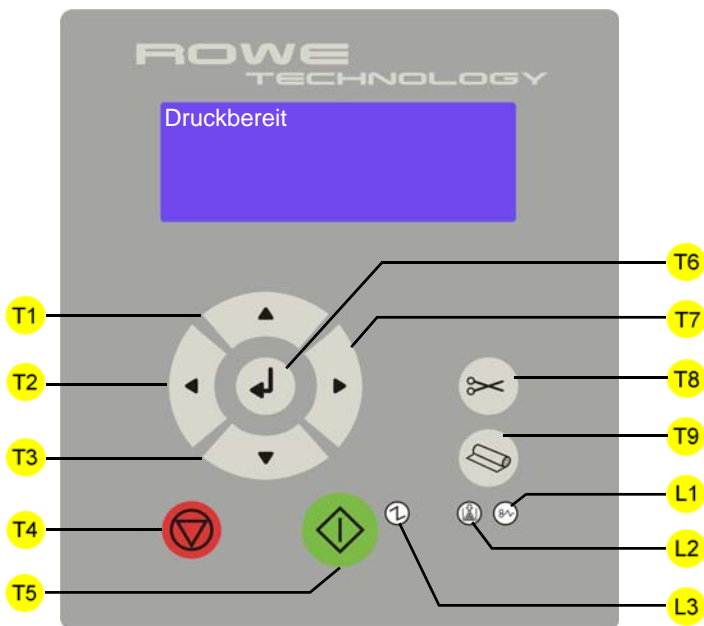 ROWE
TECHNOLOGY
Druckbereit
T6
T1
T7
T2
T8
T3
T9
L1
T4
L2
T5
L3